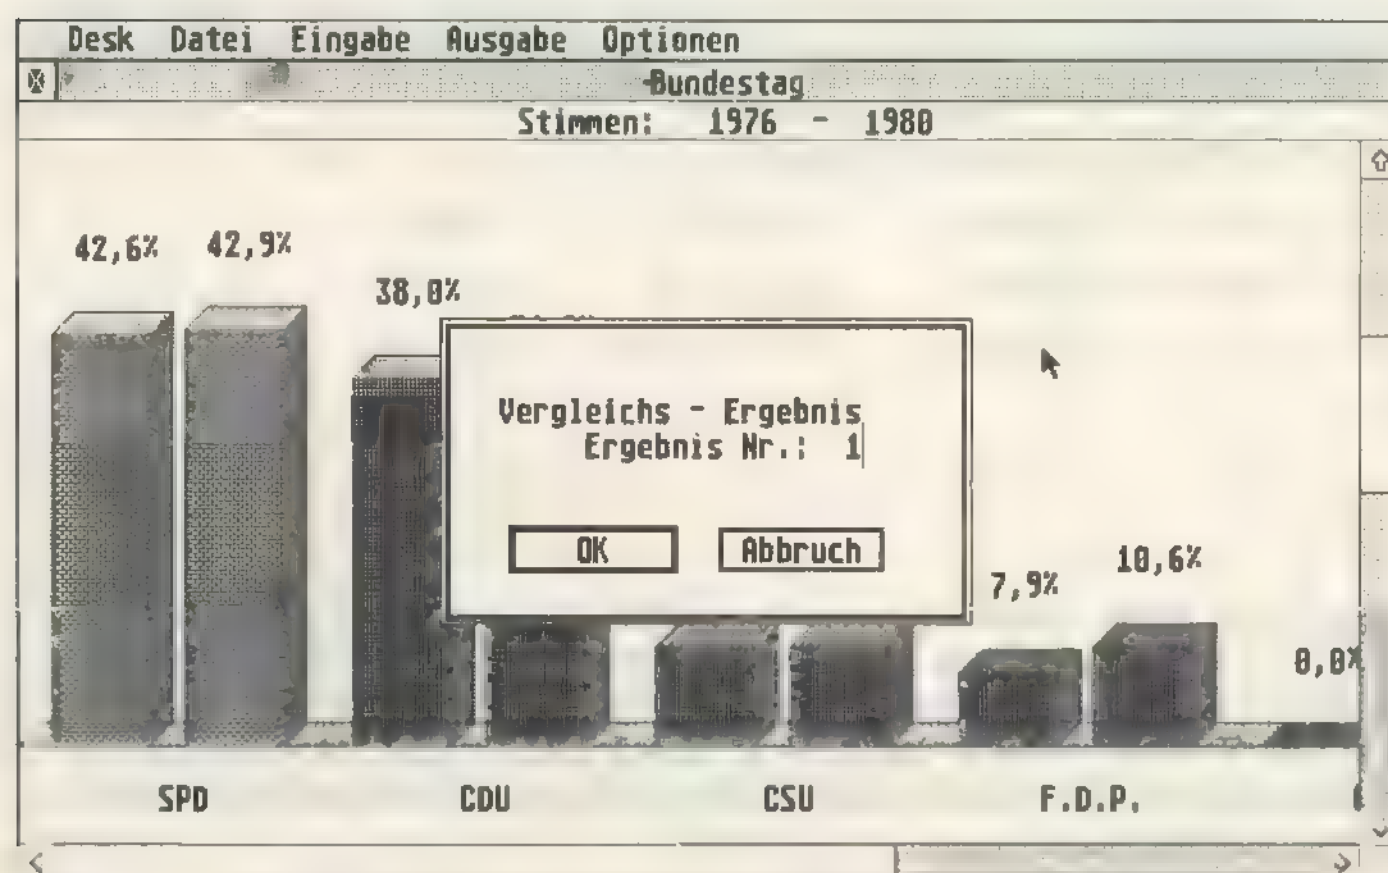 Desk Datei Eingabe Ausgabe Optionen
Bundestag
Stimmen: 1976 - 1980
42,6% 42,9%
38,0%
Vergleichs - Ergebnis
Ergebnis Nr.: 1
OK Abbruch
7,9% 10,6%
0,0%
SPD CDU CSU F.D.P.